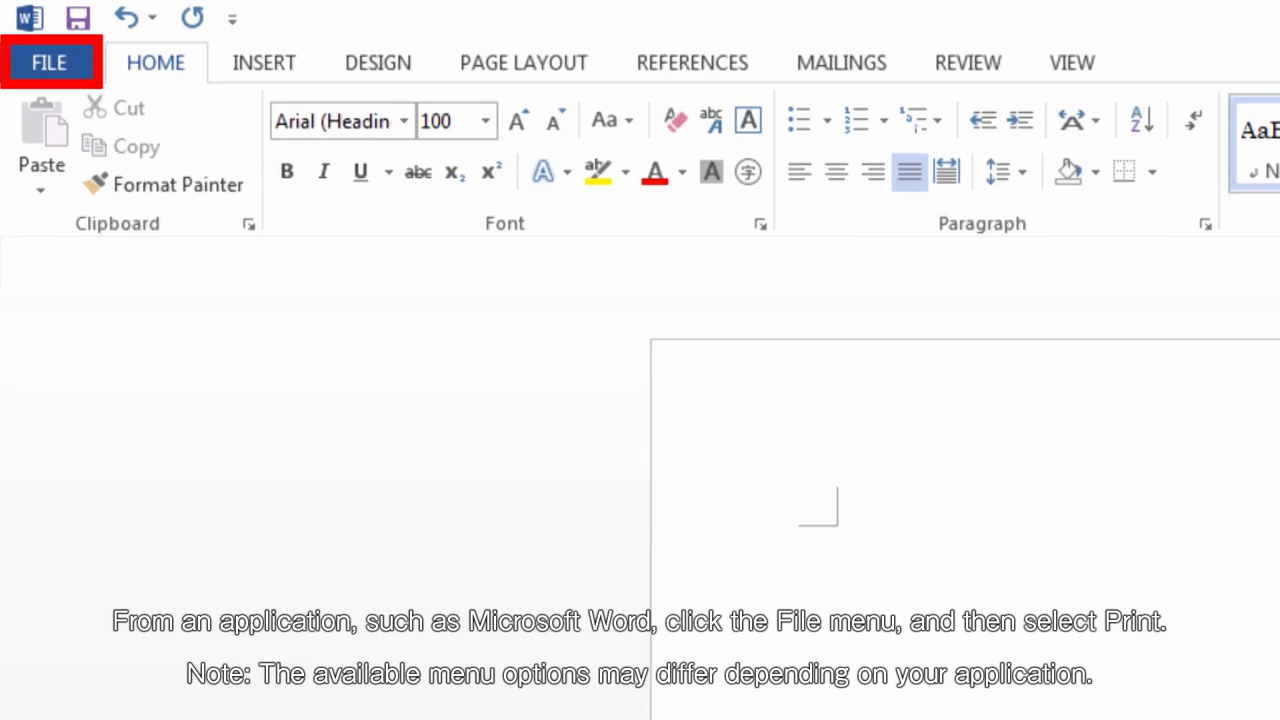 FILE HOME INSERT DESIGN PAGE LAYOUT REFERENCES MAILINGS REVIEW VIEW
Cut
Arial (Headin 100
Copy
Paste
Format Painter
Clipboard Font Paragraph
From an application, such as Microsoft Word, click the File menu, and then select Print.
Note: The available menu options may differ depending on your application.